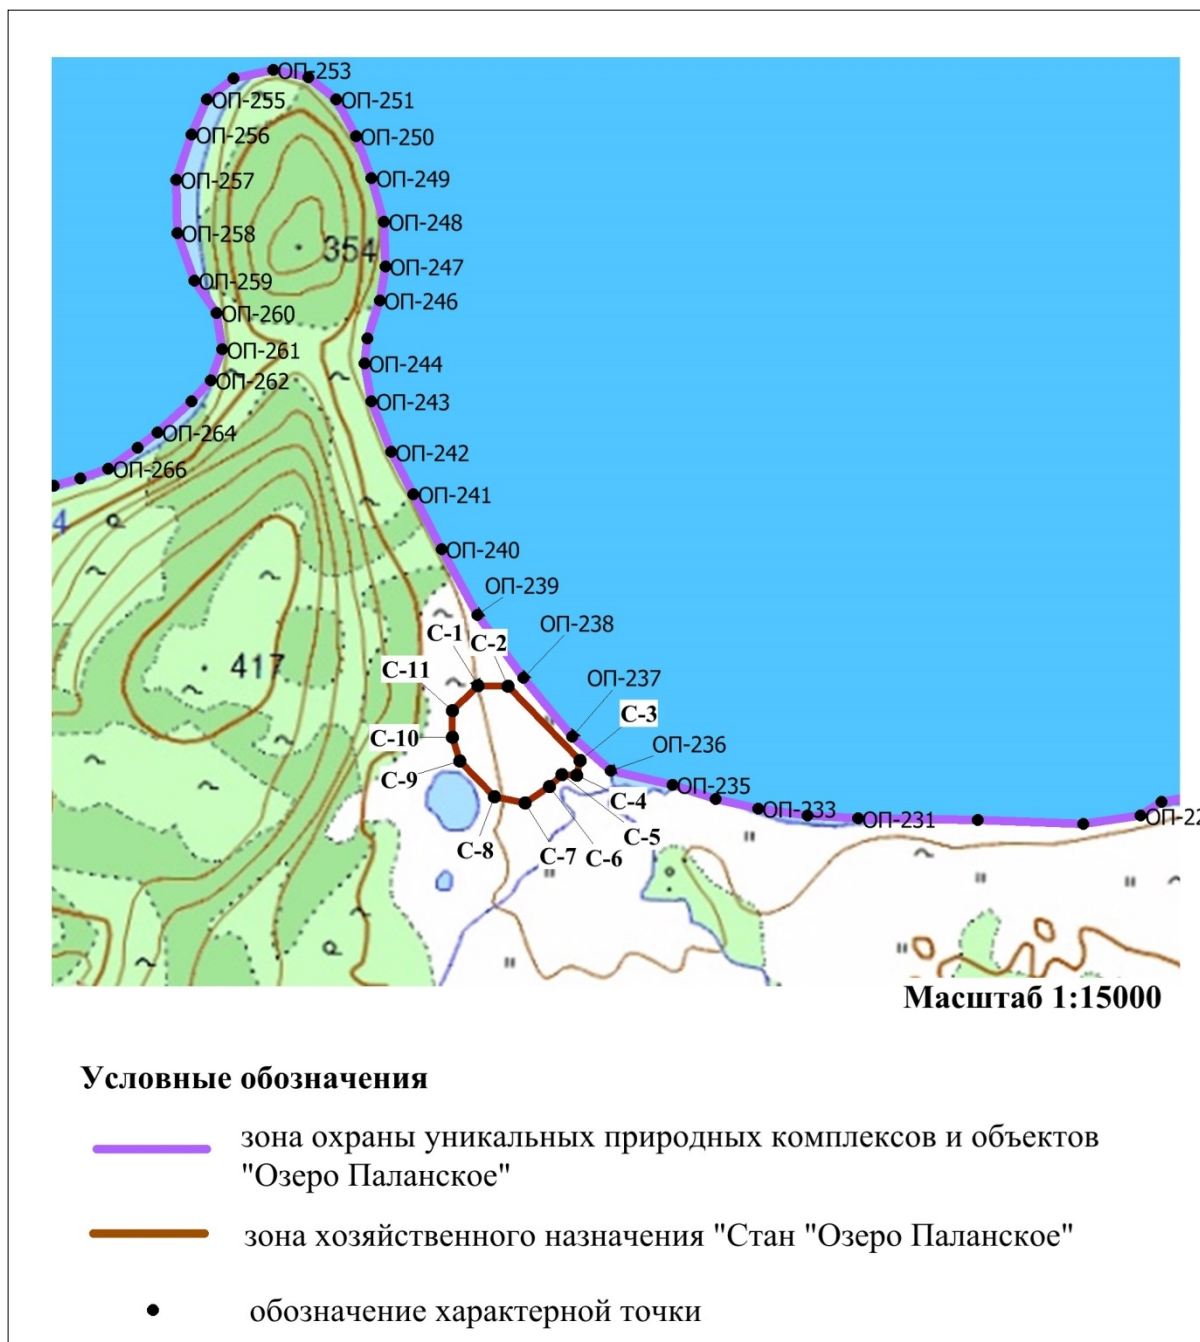 ОП-253
ОП-255
ОП-251
ОП-256
ОП-250
ОП-257
ОП-249
ОП-258
ОП-248
354
ОП-247
ОП-259
ОП-246
ОП-260
ОП-261
ОП-244
ОП-262
ОП-243
ОП-264
ОП-242
ОП-266
ОП-241
4
ОП-240
ОП-239
ОП-238
С-1
С-2
417
С-11
ОП-237
С-3
С-10
ОП-236
С-9
ОП-235
С-4
ОП-233
ОП-231
ОП-22
С-5
С-8
С-7
С-6
Масштаб 1:15000
Условные обозначения
зона охраны уникальных природных комплексов и объектов
"Озеро Паланское"
зона хозяйственного назначения "Стан "Озеро Паланское"
обозначение характерной точки